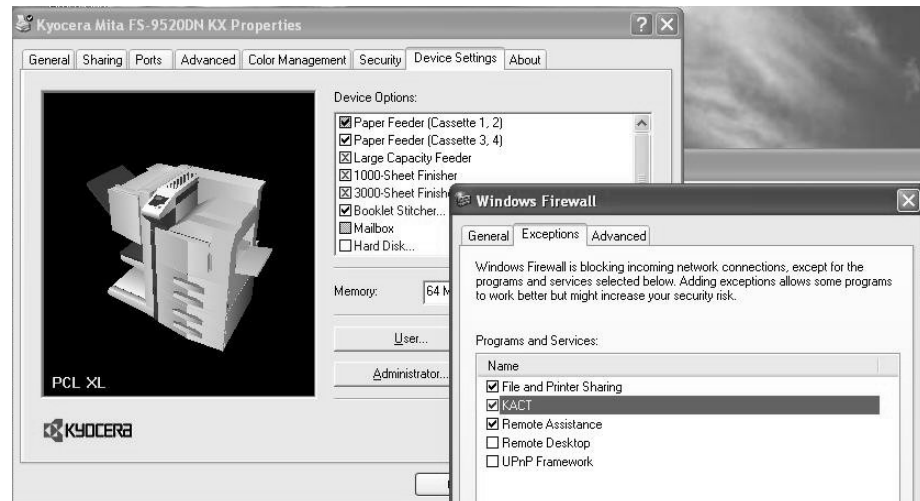 Kyocera Mita FS-9520DN KX Properties
General Sharing Ports Advanced Color Management Security Device Settings About
Device Options:
Paper Feeder (Cassette 1, 2)
Paper Feeder (Cassette 3, 4)
Large Capacity Feeder
1000-Sheet Finisher
3000-Sheet
Booklet Stitcher...
Mailbox
Hard Disk...
Memory:
64
User...
Administrator...
PCL XL
KYOCERA
Windows Firewall
General Exceptions Advanced
Windows Firewall is blocking incoming network connections, except for the
programs and services selected below. Adding exceptions allows some programs
to work better but might increase your security risk.
Programs and Services:
Name
File and Printer Sharing
KACT
Remote Assistance
Remote Desktop
UPnP Framework